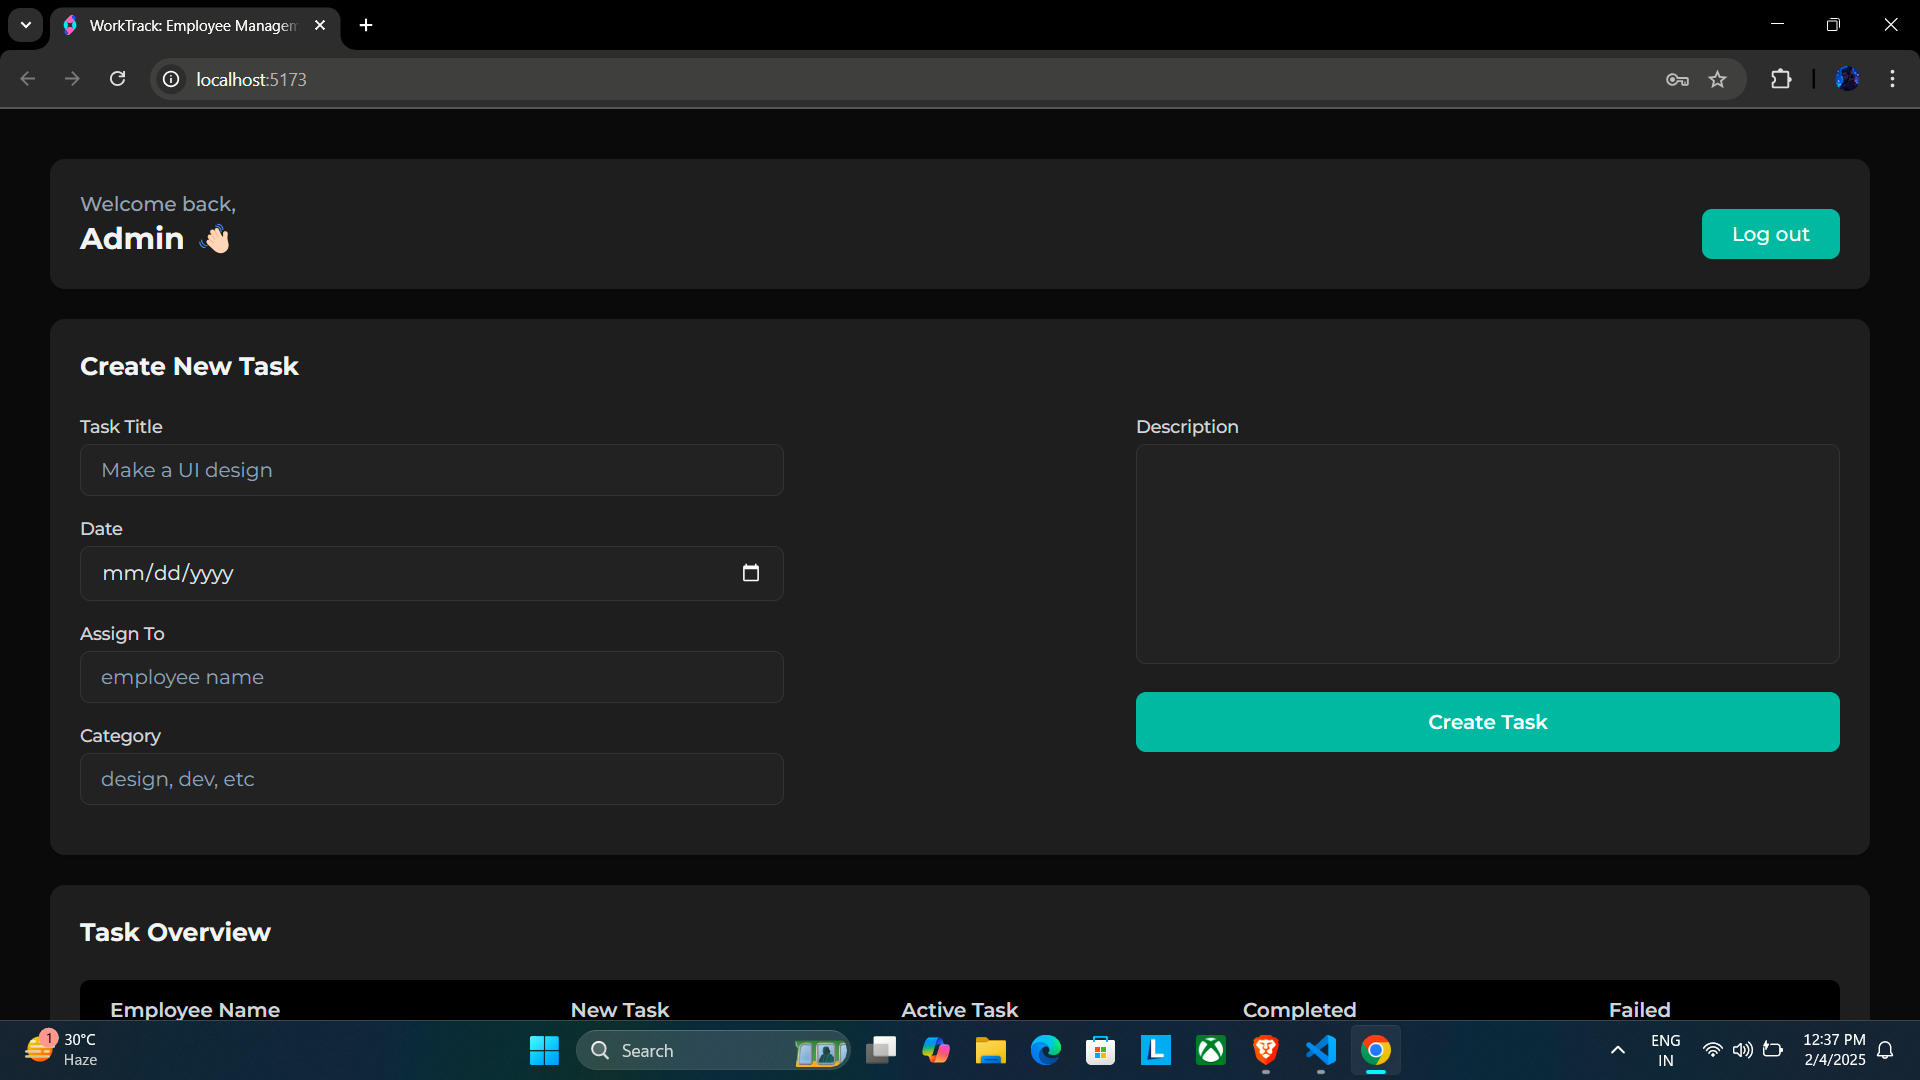 WorkTrack: Employee Managem
localhost:5173
Welcome back,
Admin
Log out
Create New Task
Task Title
Make a UI design
Date
mm/dd/yyyy
Assign To
employee name
Category
design, dev, etc
Description
Create Task
Task Overview
Employee Name New Task Active Task Completed Failed
1
30°C
Haze
Search
L
ENG
IN
12:37 PM
2/4/2025